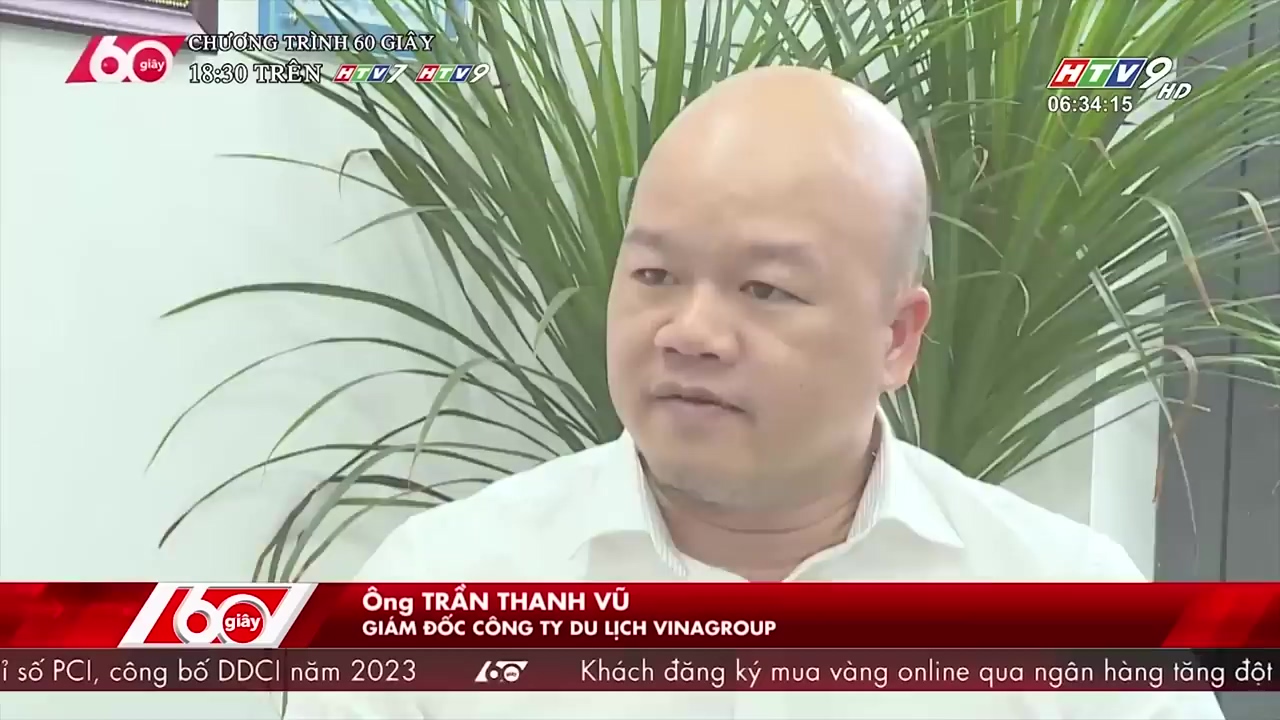 60 giây
CHƯƠNG TRÌNH 60 GIÂY
18:30 TRÊN HTV7 HTV9
HTV9 HD
06:34:15
60 giây
Ông TRẦN THANH VŨ
GIÁM ĐỐC CÔNG TY DU LỊCH VINAGROUP
ỉ số PCI, công bố DDCI năm 2023 60 giây Khách đăng ký mua vàng online qua ngân hàng tăng đột